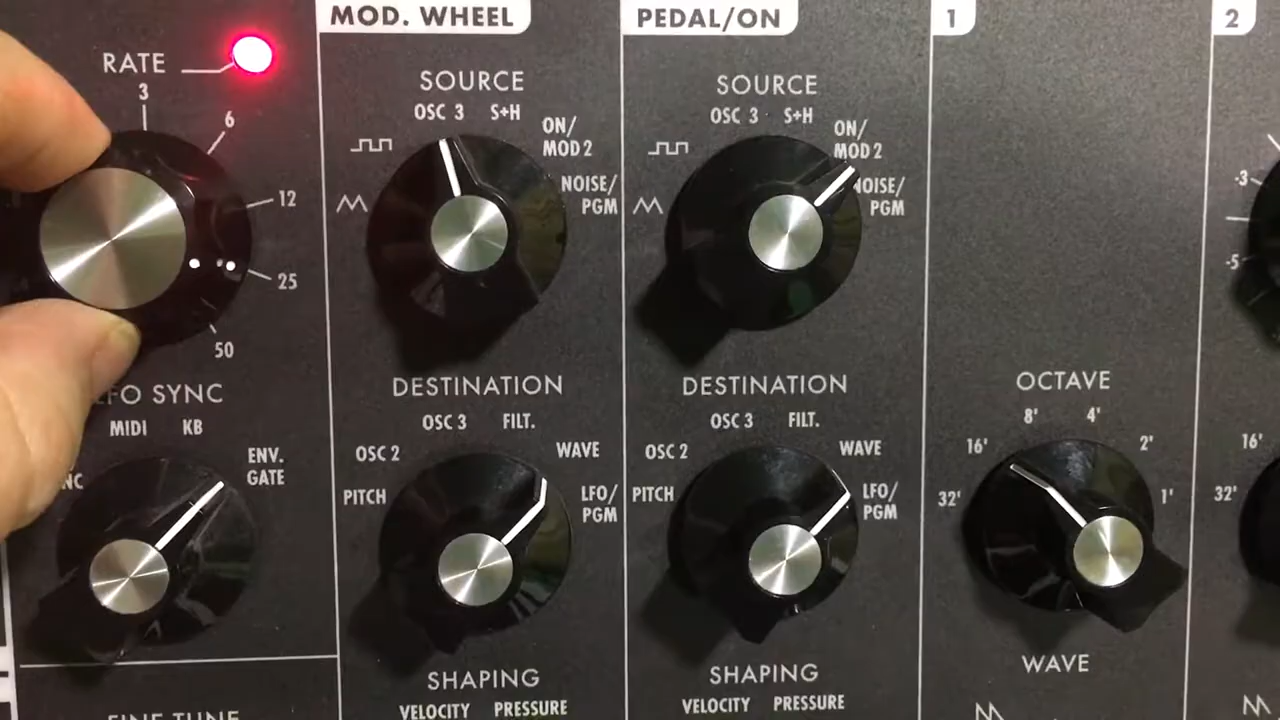 RATE
3
6
12
25
50
LFO SYNC
MIDI KB
ENV.
GATE
FINE TUNE
MOD. WHEEL
SOURCE
OSC 3 S+H
ON/
MOD 2
NOISE/
PGM
DESTINATION
OSC 3 FILT.
OSC 2 WAVE
PITCH LFO/
PGM
SHAPING
VELOCITY PRESSURE
PEDAL/ON
SOURCE
OSC 3 S+H
ON/
MOD 2
NOISE/
PGM
DESTINATION
OSC 3 FILT.
OSC 2 WAVE
PITCH LFO/
PGM
SHAPING
VELOCITY PRESSURE
1
OCTAVE
8' 4'
16' 2'
32' 1'
WAVE
2
-3
-5
16'
32'